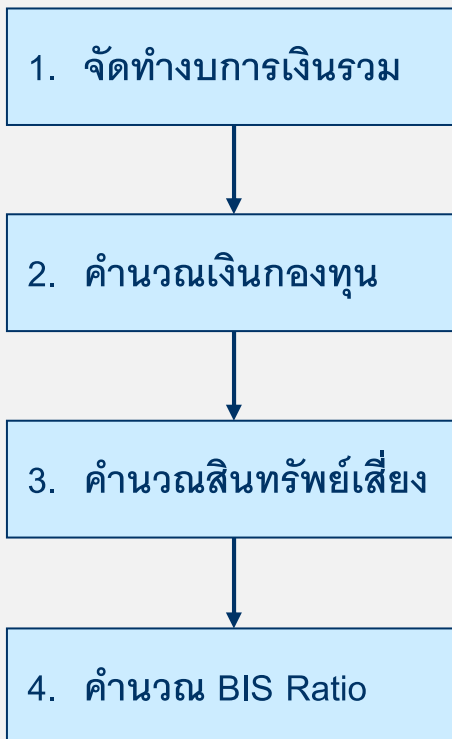 1. จัดทำงบการเงินรวม
2. คำนวณเงินกองทุน
3. คำนวณสินทรัพย์เสี่ยง
4. คำนวณ BIS Ratio